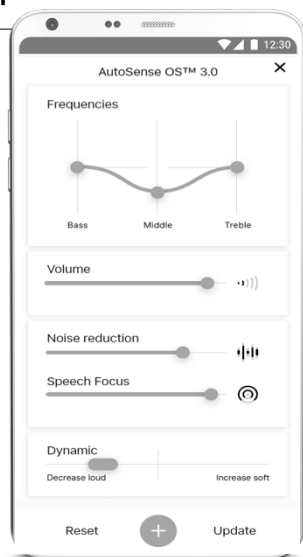 12:30
AutoSense OS™ 3.0
Frequencies
Bass Middle Treble
Volume
Noise reduction
Speech Focus
Dynamic
Decrease loud Increase soft
Reset Update